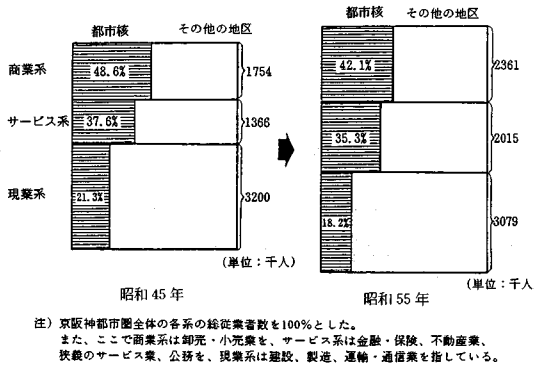 都市核 その他の地区
商業系 48.6% 1754
サービス系 37.6% 1366
現業系 21.3% 3200
(単位：千人)
昭和45年
都市核 その他の地区
42.1% 2361
35.3% 2015
18.2% 3079
(単位：千人
昭和55年
注）京阪神都市圏全体の各系の総従業者数を100％とした。
また、ここで商業系は卸売・小売業を、サービス系は金融・保険、不動産業、
狭義のサービス業、公務を、現業系は建設、製造、運輸・通信業を指している。